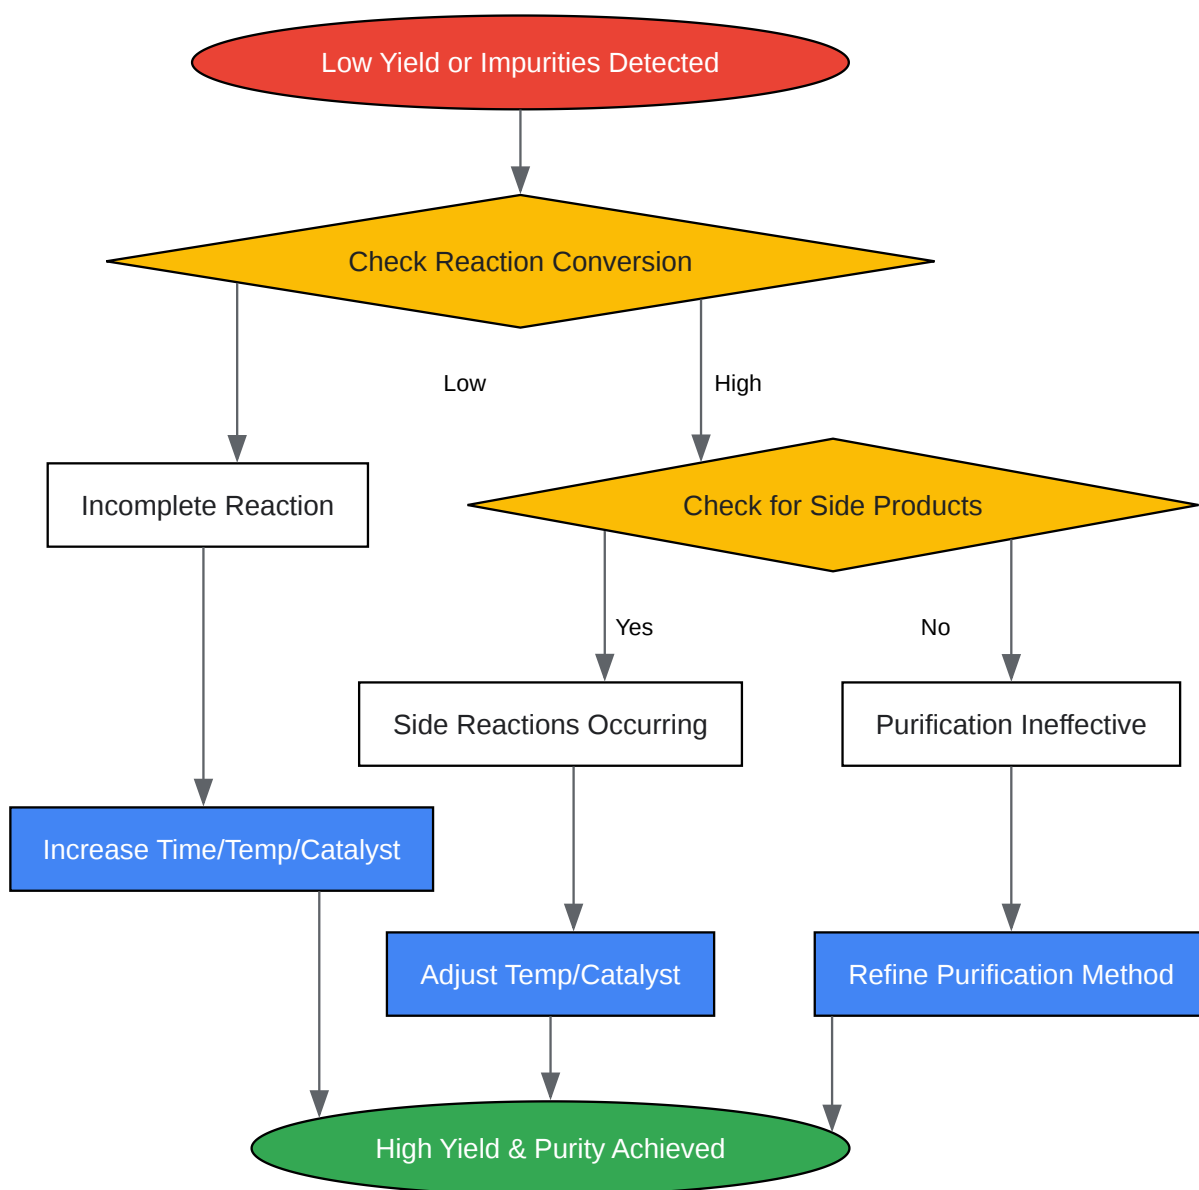 Low Yield or Impurities Detected
Check Reaction Conversion
Low
High
Incomplete Reaction
Check for Side Products
Yes
No
Side Reactions Occurring
Purification Ineffective
Increase Time/Temp/Catalyst
Adjust Temp/Catalyst
Refine Purification Method
High Yield & Purity Achieved